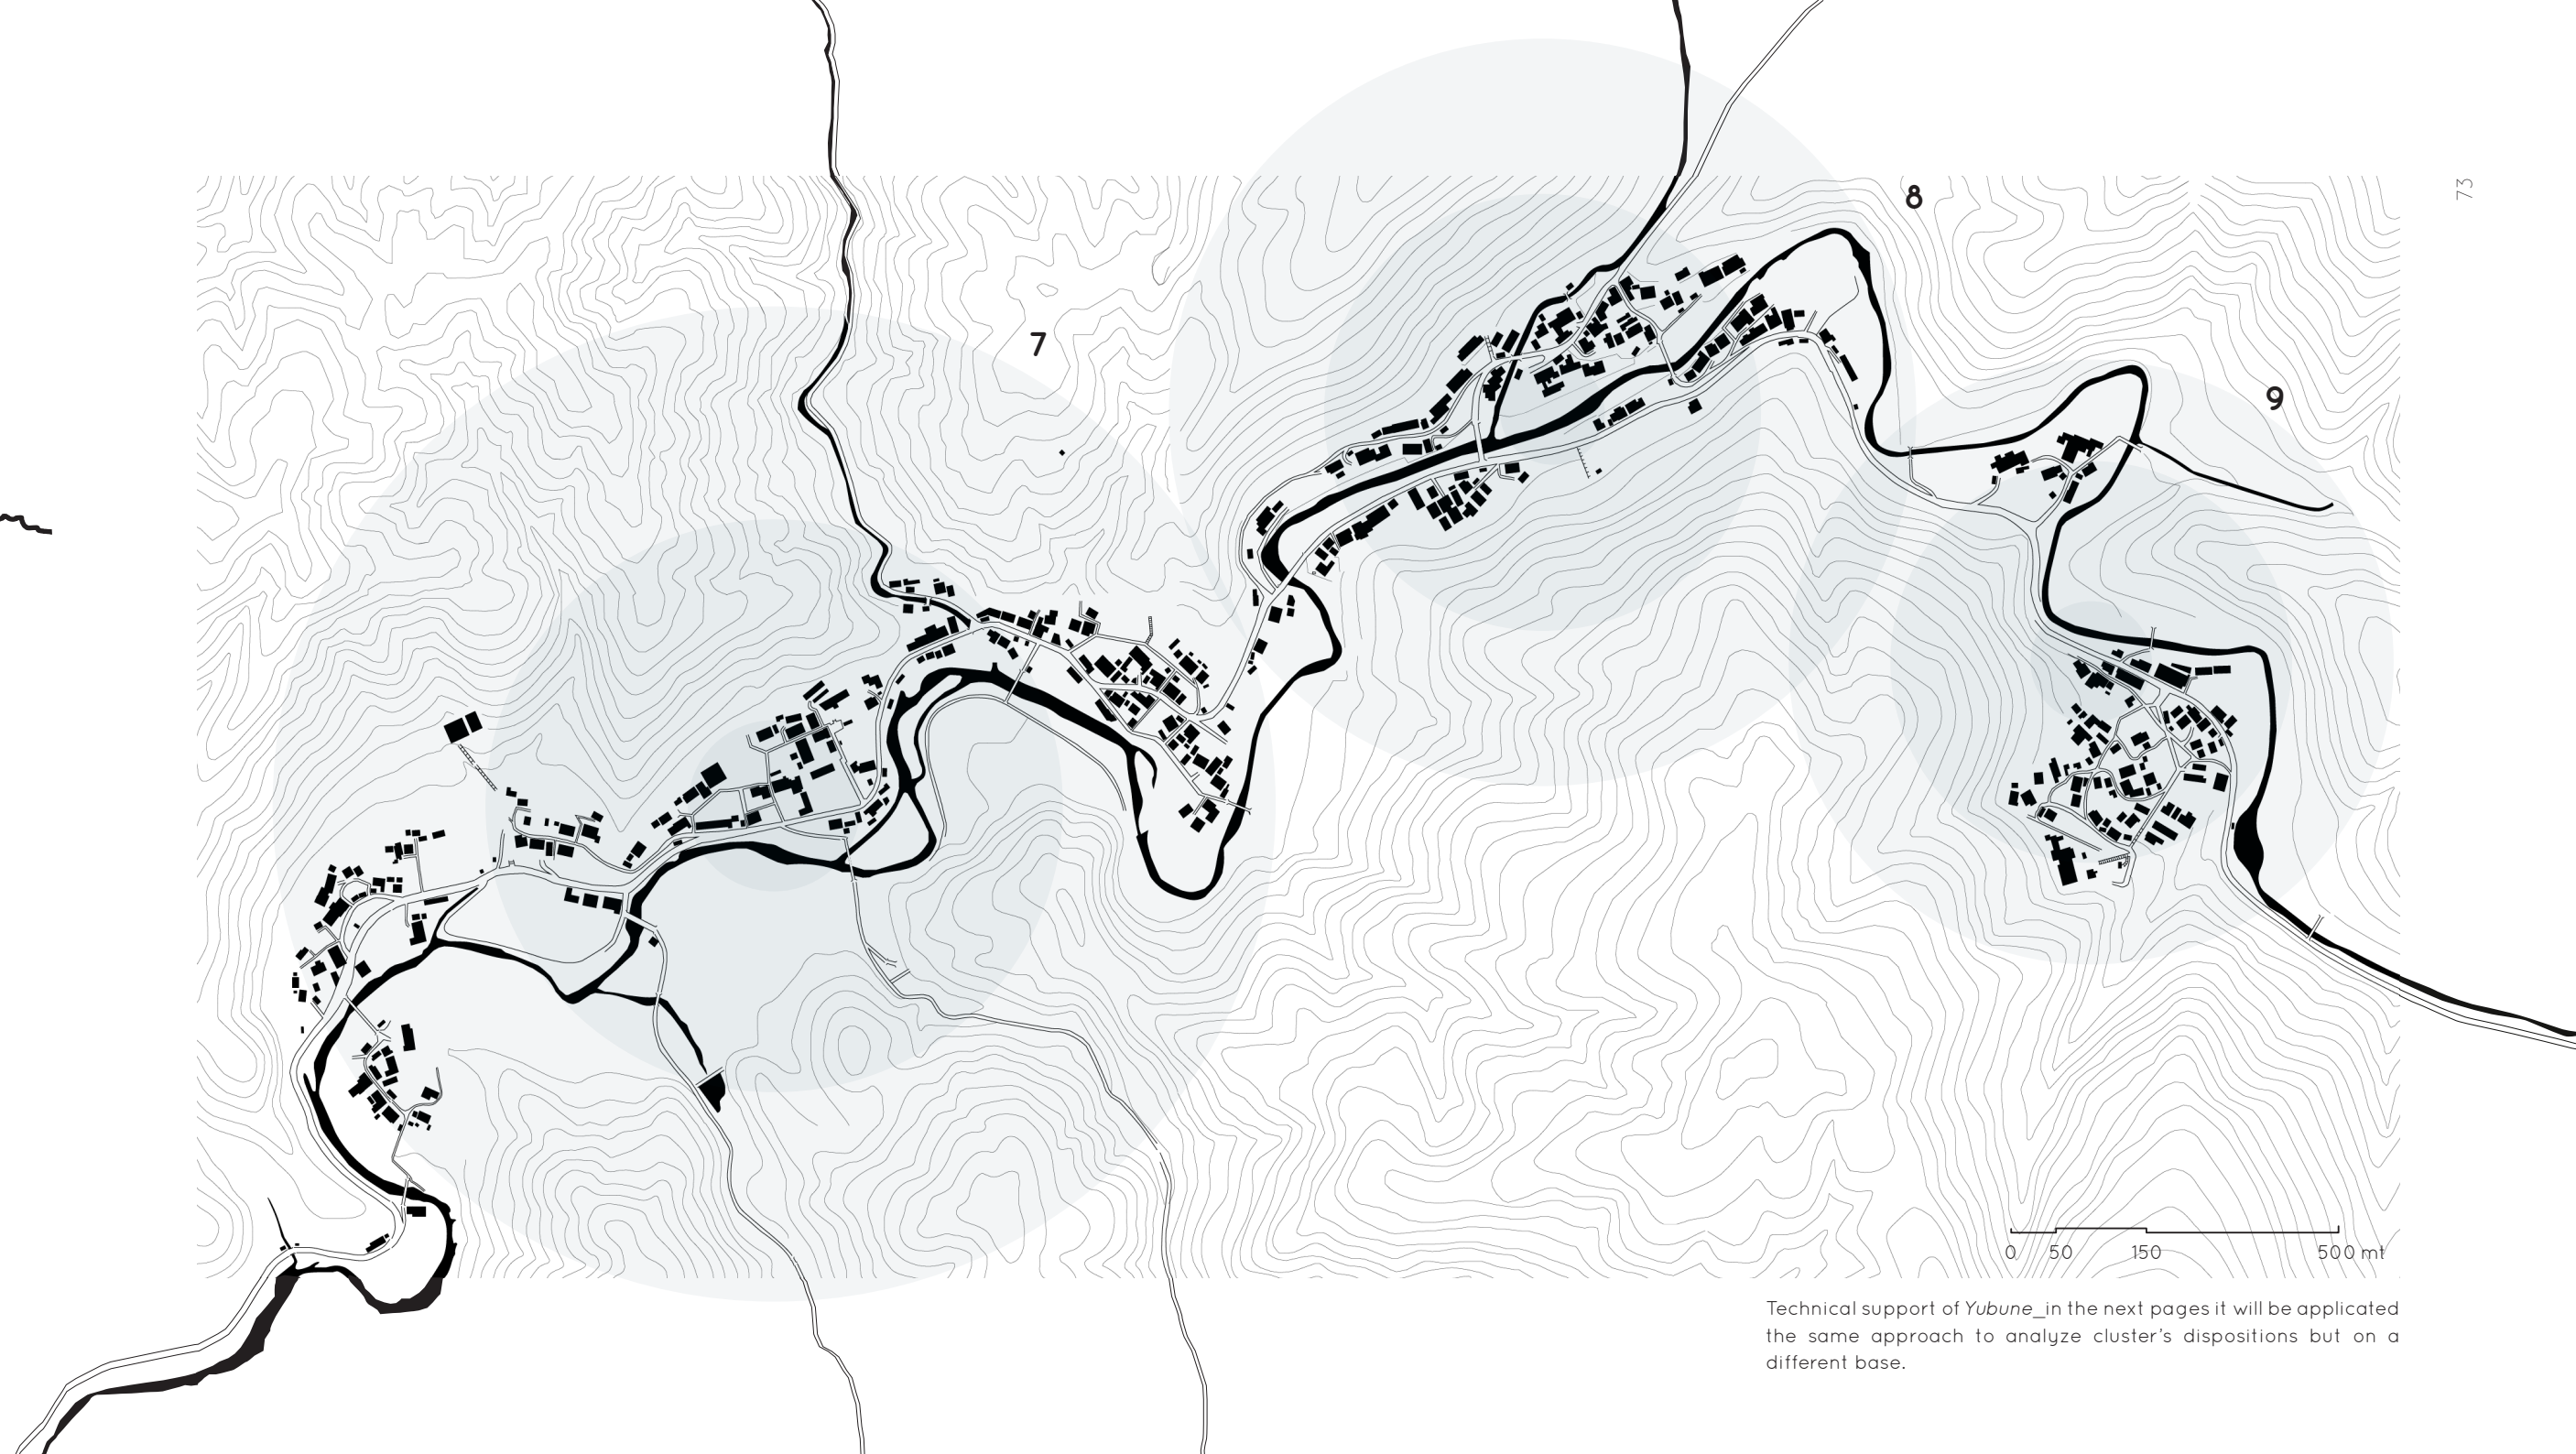 73
8
7
9
0 50 150 500 mt
Technical support of Yubune_in the next pages it will be applicated
the same approach to analyze cluster's dispositions but on a
different base.